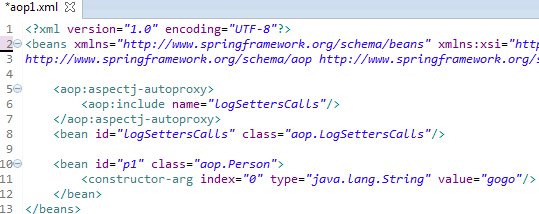 *aop1.xml
1 <?xml version="1.0" encoding="UTF-8"?>
2 <beans xmlns="http://www.springframework.org/schema/beans" xmlns:xsi="http
3 http://www.springframework.org/schema/aop http://www.springframework.org/s
4
5 <aop:aspectj-autoproxy>
6 <aop:include name="logSettersCalls"/>
7 </aop:aspectj-autoproxy>
8 <bean id="logSettersCalls" class="aop.LogSettersCalls"/>
9
10 <bean id="p1" class="aop.Person">
11 <constructor-arg index="0" type="java.lang.String" value="gogo"/>
12 </bean>
13 </beans>